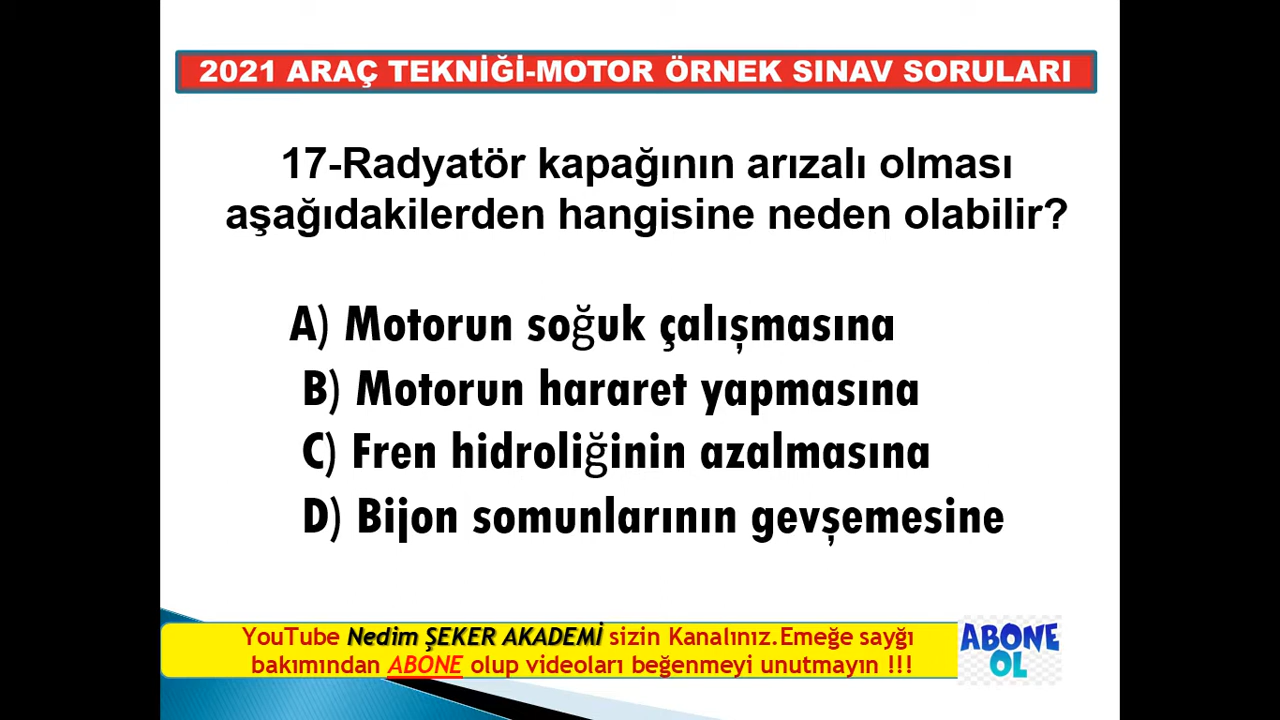 2021 ARAÇ TEKNİĞİ-MOTOR ÖRNEK SINAV SORULARI
17-Radyatör kapağının arızalı olması
aşağıdakilerden hangisine neden olabilir?
A) Motorun soğuk çalışmasına
B) Motorun hararet yapmasına
C) Fren hidroliğinin azalmasına
D) Bijon somunlarının gevşemesine
YouTube Nedim ŞEKER AKADEMİ sizin Kanalınız.Emeğe saygı
bakımından ABONE olup videoları beğenmeyi unutmayın !!!
ABONE
OL